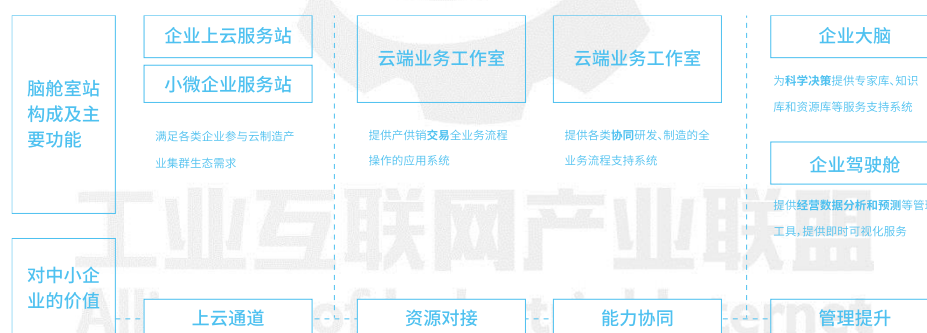 脑舱室站
构成及主
要功能
企业上云服务站
小微企业服务站
满足各类企业参与云制造产
业集群生态需求
云端业务工作室
提供产供销交易全业务流程
操作的应用系统
云端业务工作室
提供各类协同研发、制造的全
业务流程支持系统
企业大脑
为科学决策提供专家库、知识
库和资源库等服务支持系统
企业驾驶舱
提供经营数据分析和预测等管
工具,提供即时可视化服务
对中小企
业的价值
上云通道
资源对接
能力协同
管理提升
工业互联网产业联盟